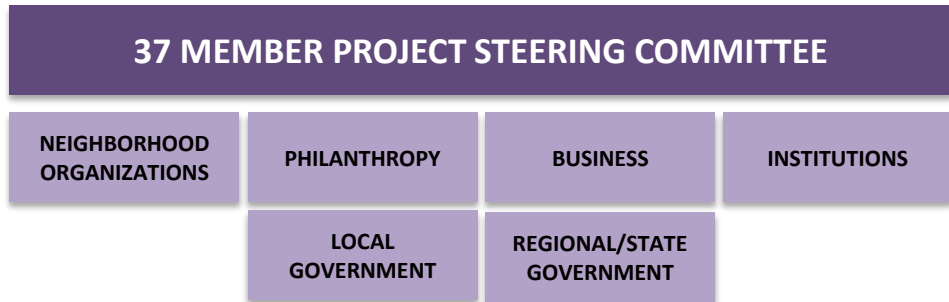 37 MEMBER PROJECT STEERING COMMITTEE
NEIGHBORHOOD
ORGANIZATIONS
PHILANTHROPY
BUSINESS
INSTITUTIONS
LOCAL
GOVERNMENT
REGIONAL/STATE
GOVERNMENT